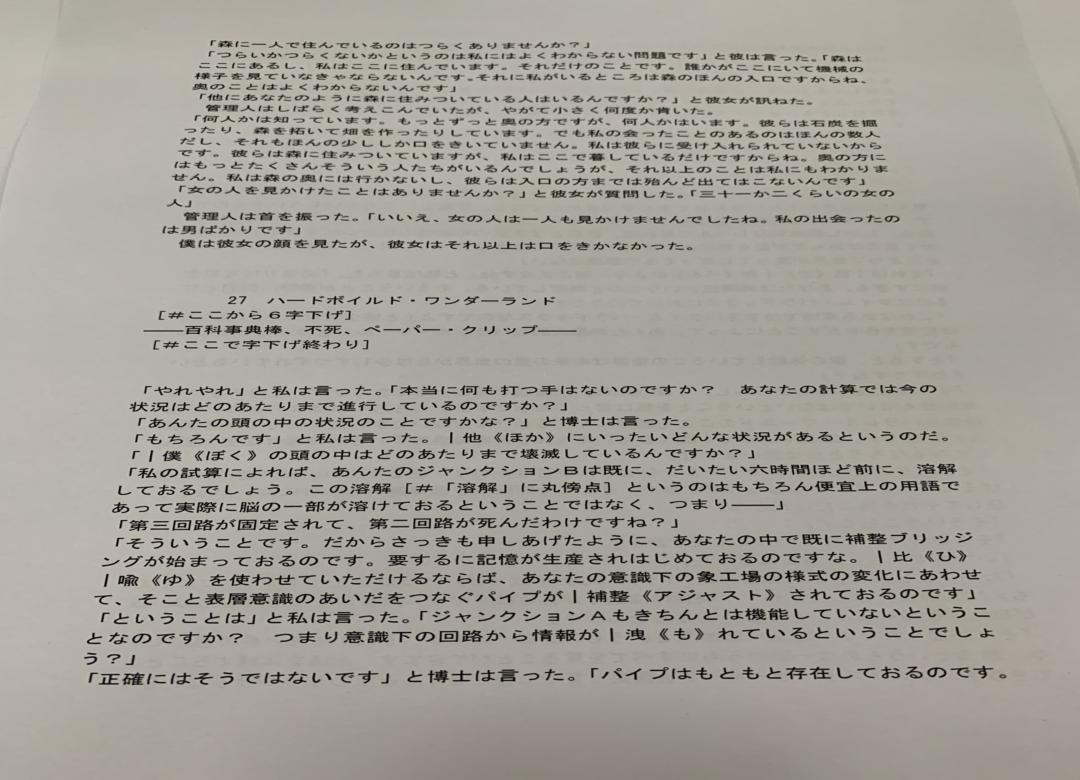 「森に一人で住んでいるのはつらくありませんか？」
「つらいかつらくないかというのは私にはよくわからない問題です」と彼は言った。「森は
ここにあるし、私はここに住んでいます。それだけのことです。誰かがここにいて機械の
様子を見ていなきゃならないんです。それに私がいるところは森のほんの入口ですからね、
奥のことはよくわからないんです」
「他にあなたのように森に住みついている人はいるんですか？」と彼女が訊ねた。
管理人はしばらく考えこんでいたが、やがて小さく何度か肯いた。
「何人かは知っています。もっとずっと奥の方ですが、何人かはいます。彼らは石炭を掘
ったり、森を拓いて畑を作ったりしています。でも私の会ったことのあるのはほんの数人
だし、それもほんの少ししか口をきいていません。私は彼らに受け入れられていないから
です。彼らは森に住みついていますが、私はここで暮しているだけですからね。奥の方に
はもっとたくさんそういう人たちがいるんでしょうが、それ以上のことは私にもわかりま
せん。私は森の奥には行かないし、彼らは入口の方までは殆んど出てはこないんです」
「女の人を見かけたことはありませんか？」と彼女が質問した。「三十一か二くらいの女の
人」
管理人は首を振った。「いいえ、女の人は一人も見かけませんでしたね。私の出会ったの
は男ばかりです」
僕は彼女の顔を見たが、彼女はそれ以上は口をきかなかった。
27　ハードボイルド・ワンダーランド
［＃ここから６字下げ］
――百科事典棒、不死、ペーパー・クリップ――
［＃ここで字下げ終わり］
「やれやれ」と私は言った。「本当に何も打つ手はないのですか？　あなたの計算では今の
状況はどのあたりまで進行しているのですか？」
「あんたの頭の中の状況のことですかな？」と博士は言った。
「もちろんです」と私は言った。｜他《ほか》にいったいどんな状況があるというのだ。
「｜僕《ぼく》の頭の中はどのあたりまで壊滅しているんですか？」
「私の試算によれば、あんたのジャンクションＢは既に、だいたい六時間ほど前に、溶解
しておるでしょう。この溶解［＃「溶解」に丸傍点］というのはもちろん便宜上の用語で
あって実際に脳の一部が溶けておるということではなく、つまり――」
「第三回路が固定されて、第二回路が死んだわけですね？」
「そういうことです。だからさっきも申しあげたように、あなたの中で既に補整ブリッジ
ングが始まっておるのです。要するに記憶が生産されはじめておるのですな。｜比《ひ》
｜喩《ゆ》を使わせていただけるならば、あなたの意識下の象工場の様式の変化にあわせ
て、そこと表層意識のあいだをつなぐパイプが｜補整《アジャスト》されておるのです」
「ということは」と私は言った。「ジャンクションＡもきちんとは機能していないというこ
となのですか？　つまり意識下の回路から情報が｜洩《も》れているということでしょ
う？」
「正確にはそうではないです」と博士は言った。「パイプはもともと存在しておるのです。